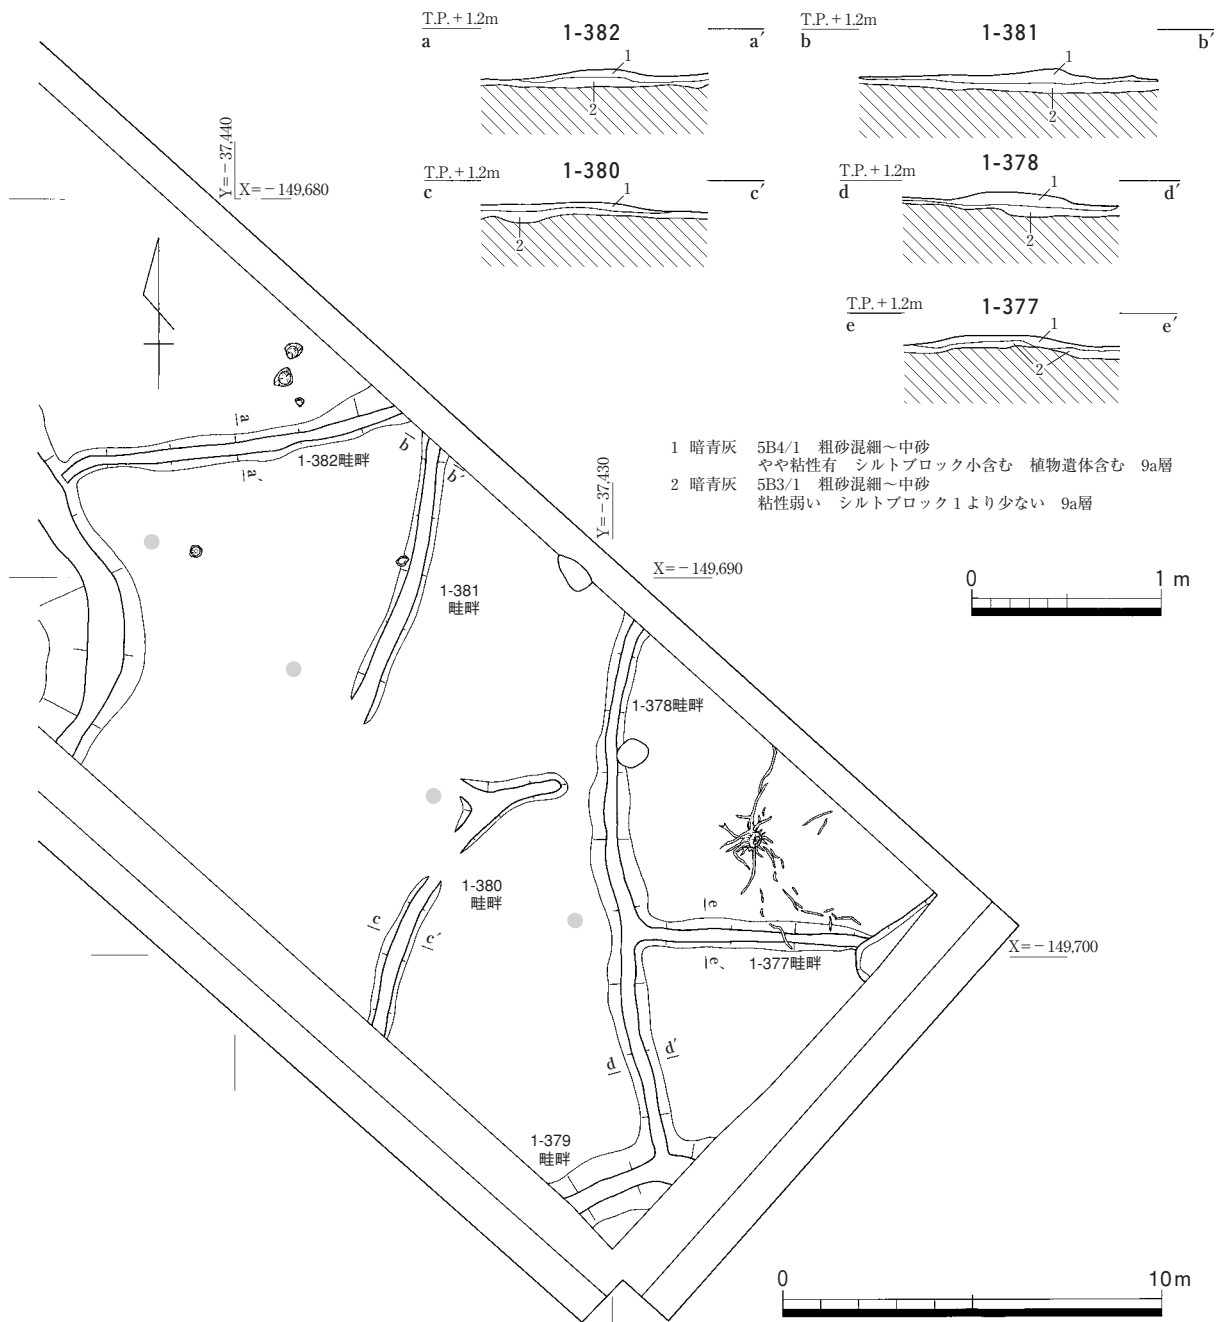 T.P.+1.2m
a 1-382 a′
1
2
T.P.+1.2m
b 1-381 b′
1
2
T.P.+1.2m
c 1-380 c′
1
2
T.P.+1.2m
d 1-378 d′
1
2
T.P.+1.2m
e 1-377 e′
1
2
Y=-37,440
X=-149,680
1 暗青灰 5B4/1 粗砂混細~中砂
やや粘性有 シルトブロック小含む 植物遺体含む 9a層
2 暗青灰 5B3/1 粗砂混細~中砂
粘性弱い シルトブロック1より少ない 9a層
a
1-382畦畔
a、
b
b′
Y=-37,430
X=-149,690
0 1 m
1-381
畦畔
1-378畦畔
1-380
畦畔
c
c′
e
e、
1-377畦畔
X=-149,700
d
d′
1-379
畦畔
0 10m